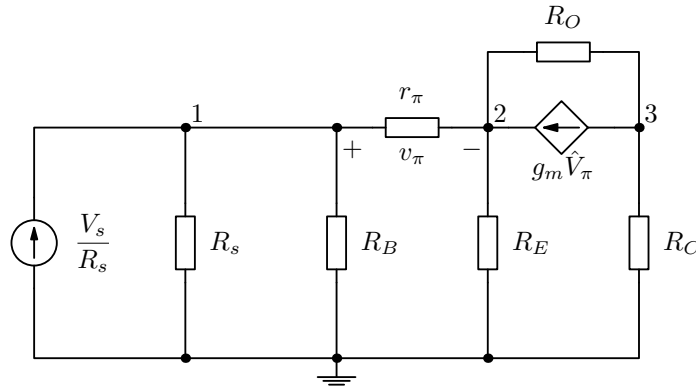 R_O
1
r_π
2
3
+
v_π
−
g_m V̂_π
V_s
R_s
R_s
R_B
R_E
R_C